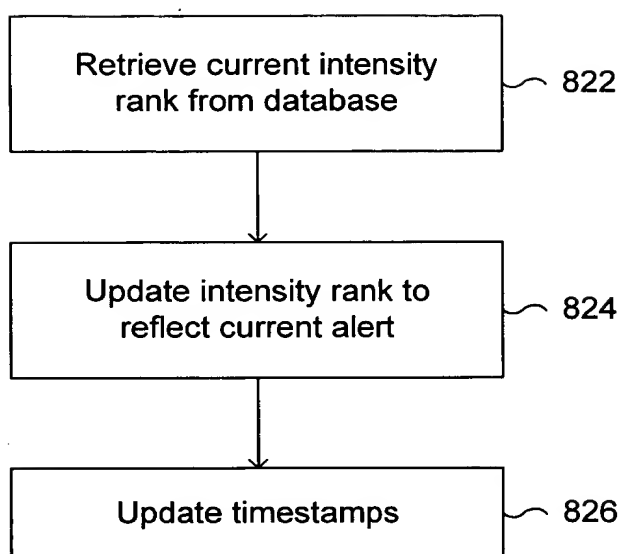 Retrieve current intensity
rank from database
822
Update intensity rank to
reflect current alert
824
Update timestamps
826